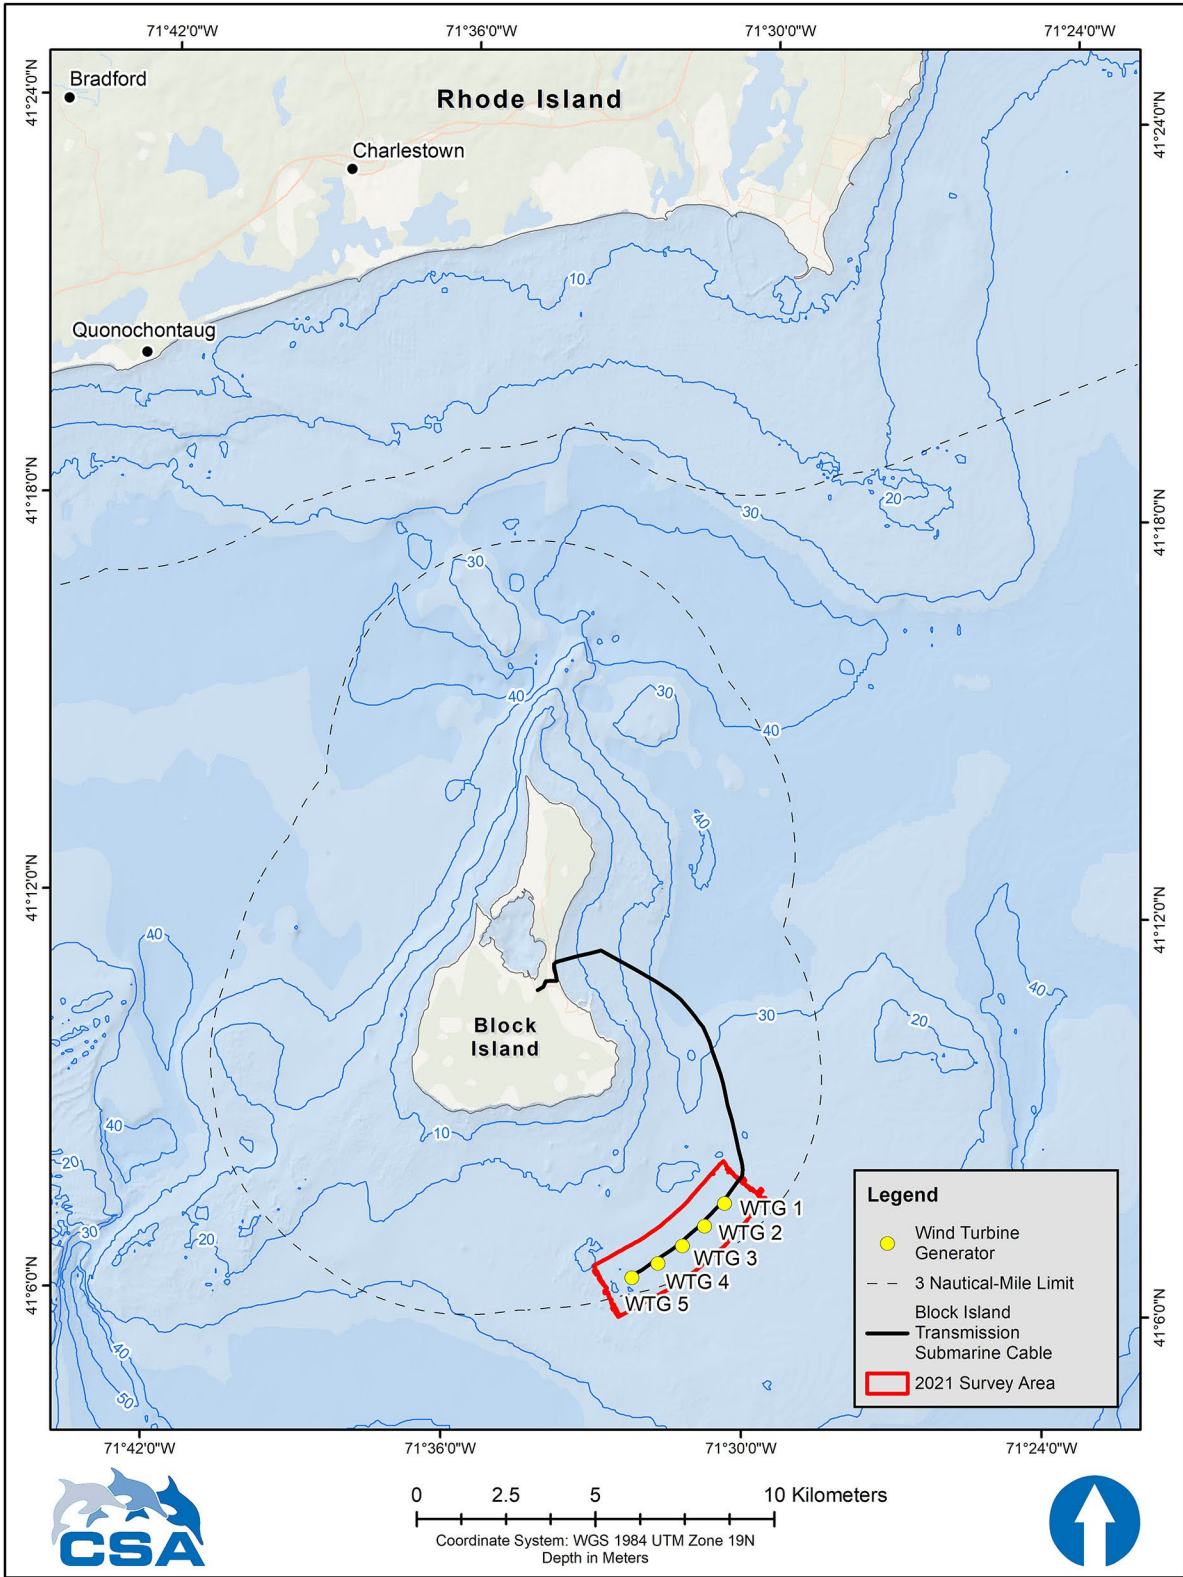 71°42'0"W
71°36'0"W
71°30'0"W
71°24'0"W
41°24'0"N
41°24'0"N
Bradford
Rhode Island
Charlestown
10
Quonochontaug
41°18'0"N
20
30
41°18'0"N
30
40
30
40
40
41°12'0"N
41°12'0"N
40
40
30
20
Block
Island
40
10
20
WTG 1
30
20
WTG 2
WTG 3
WTG 4
WTG 5
41°6'0"N
41°6'0"N
40
50
Legend
Wind Turbine
Generator
3 Nautical-Mile Limit
Block Island
Transmission
Submarine Cable
2021 Survey Area
71°42'0"W
71°36'0"W
71°30'0"W
71°24'0"W
CSA
0
2.5
5
10 Kilometers
Coordinate System: WGS 1984 UTM Zone 19N
Depth in Meters